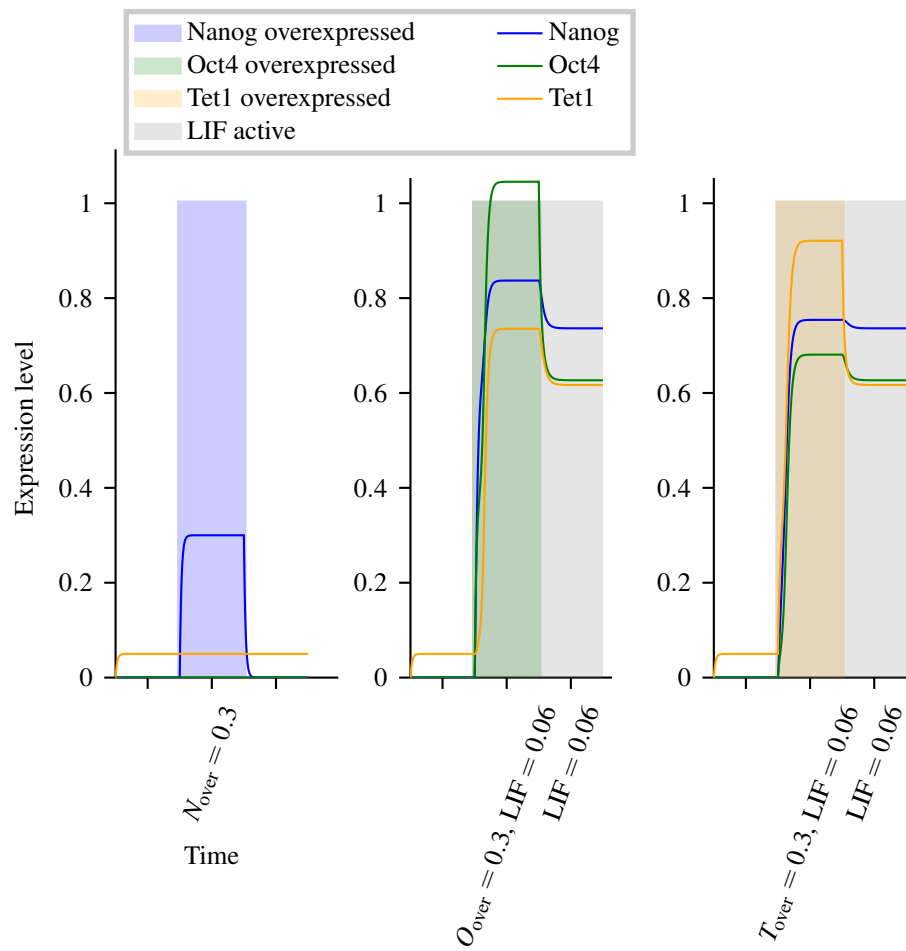 Nanog overexpressed
Oct4 overexpressed
Tet1 overexpressed
LIF active
Nanog
Oct4
Tet1
Expression level
1
0.8
0.6
0.4
0.2
0
N_over = 0.3
Time
1
0.8
0.6
0.4
0.2
0
O_over = 0.3, LIF = 0.06
LIF = 0.06
1
0.8
0.6
0.4
0.2
0
T_over = 0.3, LIF = 0.06
LIF = 0.06